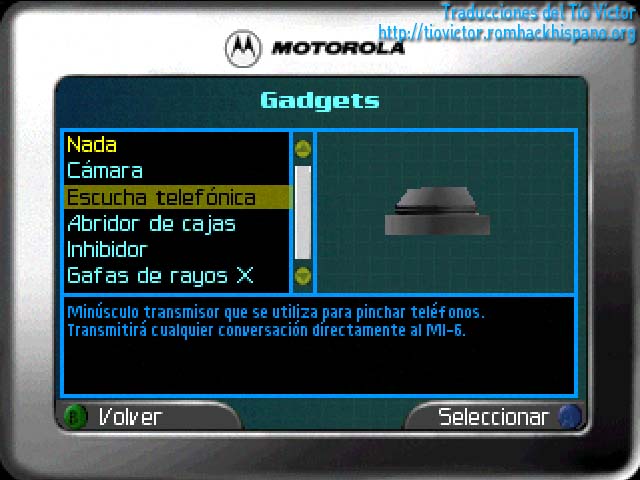 Traducciones del Tío Víctor
http://tiovictor.romhackhispano.org
MOTOROLA
Gadgets
Nada
Cámara
Escucha telefónica
Abridor de cajas
Inhibidor
Gafas de rayos X
Minúsculo transmisor que se utiliza para pinchar teléfonos.
Transmitirá cualquier conversación directamente al MI-6.
B Volver
Seleccionar A